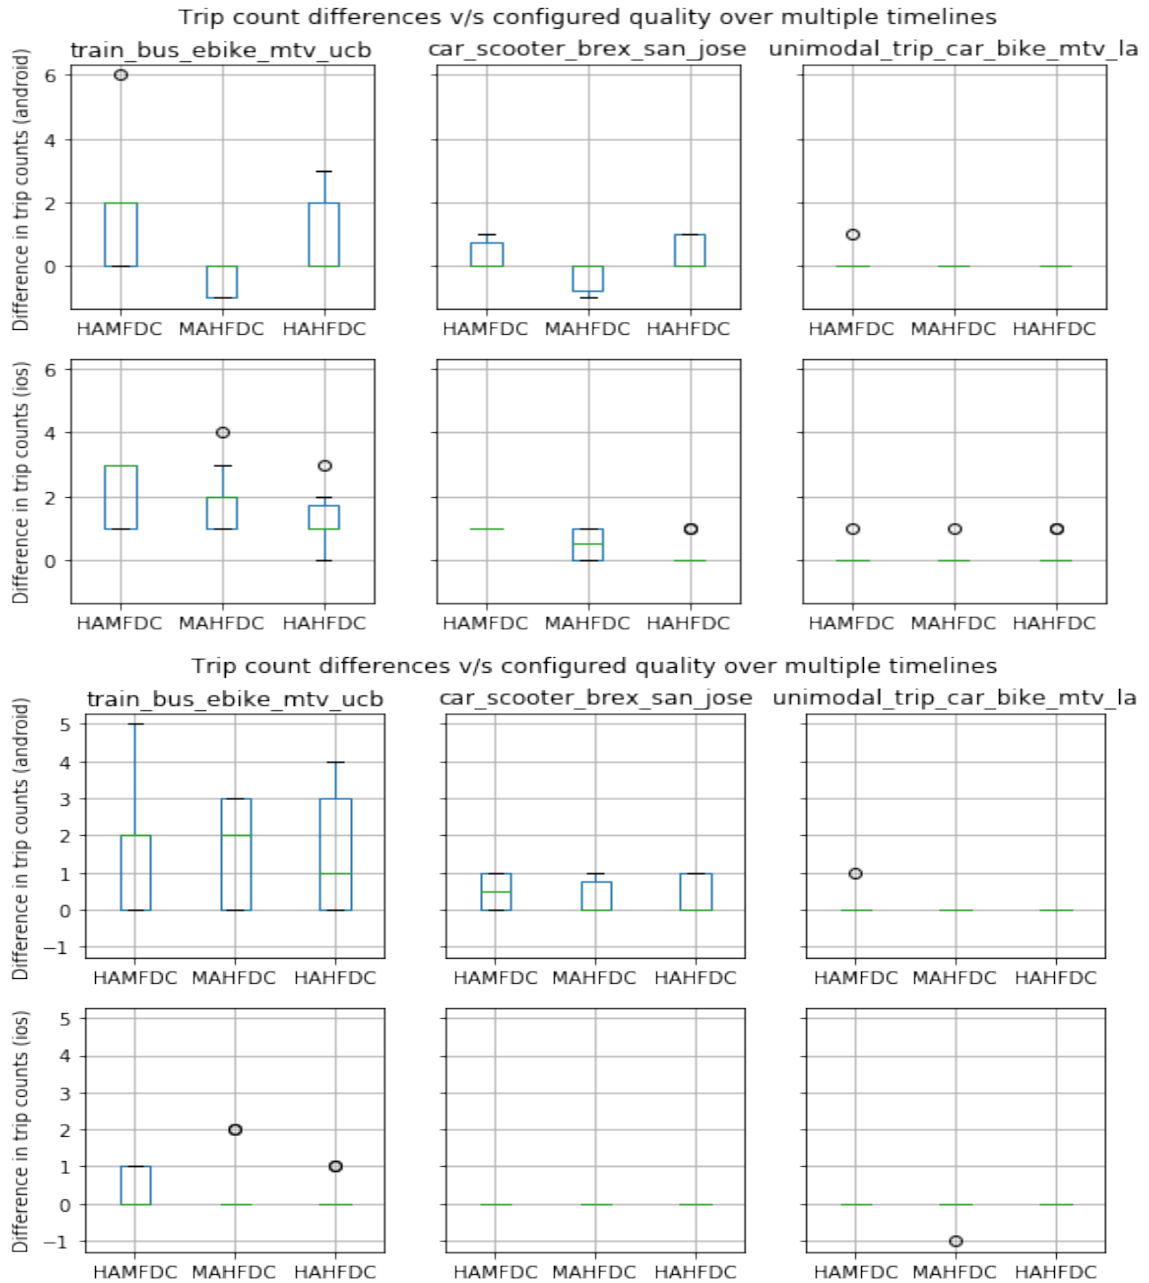 Trip count differences v/s configured quality over multiple timelines
train_bus_ebike_mtv_ucb car_scooter_brex_san_jose unimodal_trip_car_bike_mtv_la
Difference in trip counts (android)
6
4
2
0
HAMFDC MAHFDC HAHFDC HAMFDC MAHFDC HAHFDC HAMFDC MAHFDC HAHFDC
Difference in trip counts (ios)
6
4
2
0
HAMFDC MAHFDC HAHFDC HAMFDC MAHFDC HAHFDC HAMFDC MAHFDC HAHFDC
Trip count differences v/s configured quality over multiple timelines
train_bus_ebike_mtv_ucb car_scooter_brex_san_jose unimodal_trip_car_bike_mtv_la
Difference in trip counts (android)
5
4
3
2
1
0
−1
HAMFDC MAHFDC HAHFDC HAMFDC MAHFDC HAHFDC HAMFDC MAHFDC HAHFDC
Difference in trip counts (ios)
5
4
3
2
1
0
−1
HAMFDC MAHFDC HAHFDC HAMFDC MAHFDC HAHFDC HAMFDC MAHFDC HAHFDC